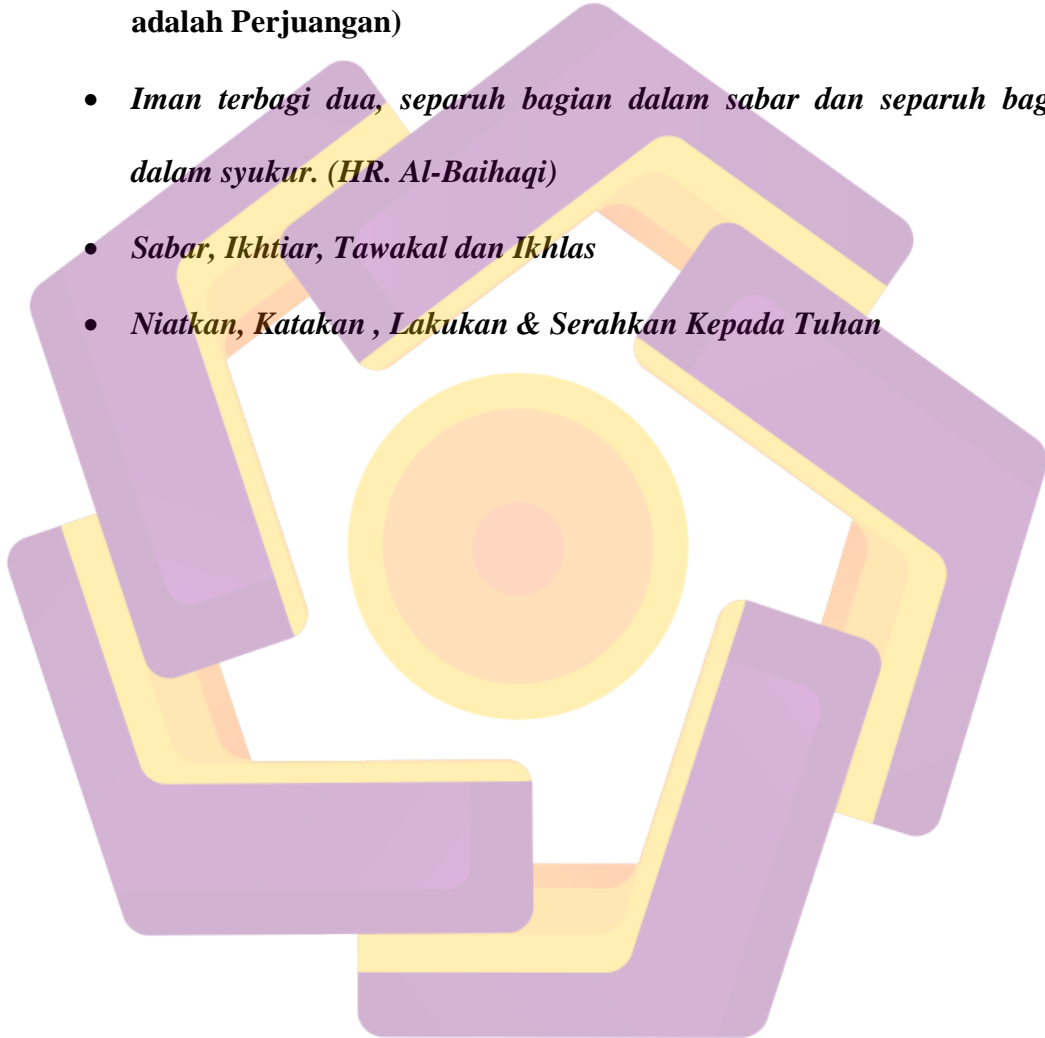 adalah Perjuangan)
• Iman terbagi dua, separuh bagian dalam sabar dan separuh bag
dalam syukur. (HR. Al-Baihaqi)
• Sabar, Ikhtiar, Tawakal dan Ikhlas
• Niatkan, Katakan , Lakukan & Serahkan Kepada Tuhan